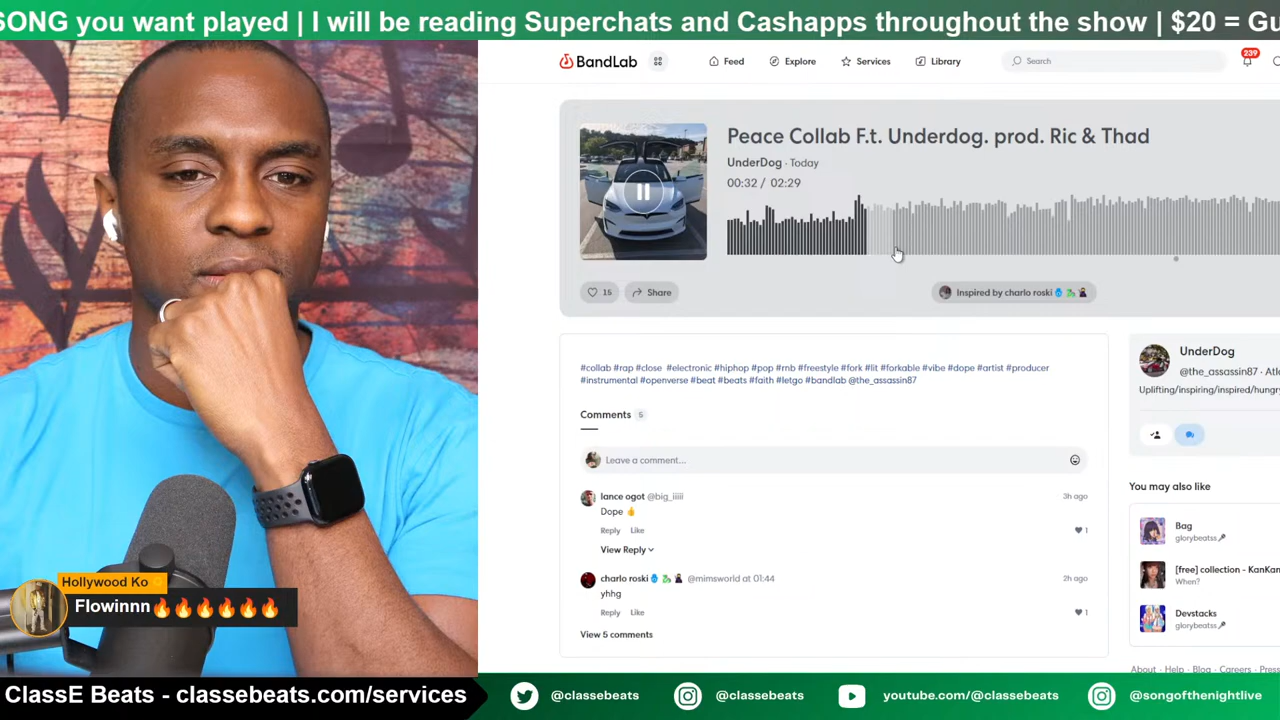 SONG you want played | I will be reading Superchats and Cashapps throughout the show | $20 =
BandLab
Feed
Explore
Services
Library
Search
239
Peace Collab F.t. Underdog. prod. Ric & Thad
UnderDog · Today
00:32 / 02:29
15
Share
Inspired by charlo roski
#collab #rap #close #electronic #hiphop #pop #rnb #freestyle #fork #lit #forkable #vibe #dope #artist #producer
#instrumental #openverse #beat #beats #faith #letgo #bandlab @the_assassin87
UnderDog
@the_assassin87 ·
Uplifting/inspiring/inspired/hungry
Comments 5
Leave a comment...
lance ogot @big_iiiii 3h ago
Dope 👍
Reply Like 1
View Reply
charlo roski @mimsworld at 01:44 2h ago
yhhg
Reply Like 1
View 5 comments
You may also like
Bag
glorybeatss🎤
[free] collection - KanKan
When?
Devstacks
glorybeatss🎤
About · Help · Blog · Careers · Press
Hollywood Ko
Flowinnn🔥🔥🔥🔥🔥🔥
ClassE Beats - classebeats.com/services
@classebeats
@classebeats
youtube.com/@classebeats
@songofthenightlive